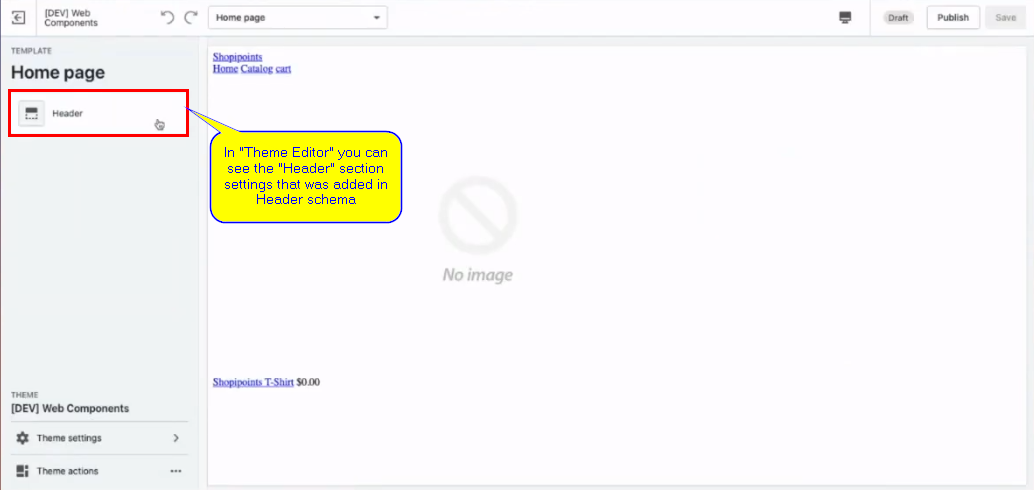 [DEV] Web
Components
Home page
Draft
Publish
Save
TEMPLATE
Home page
Header
In "Theme Editor" you can
see the "Header" section
settings that was added in
Header schema
Shopipoints
Home Catalog cart
No image
Shopipoints T-Shirt $0.00
THEME
[DEV] Web Components
Theme settings
Theme actions